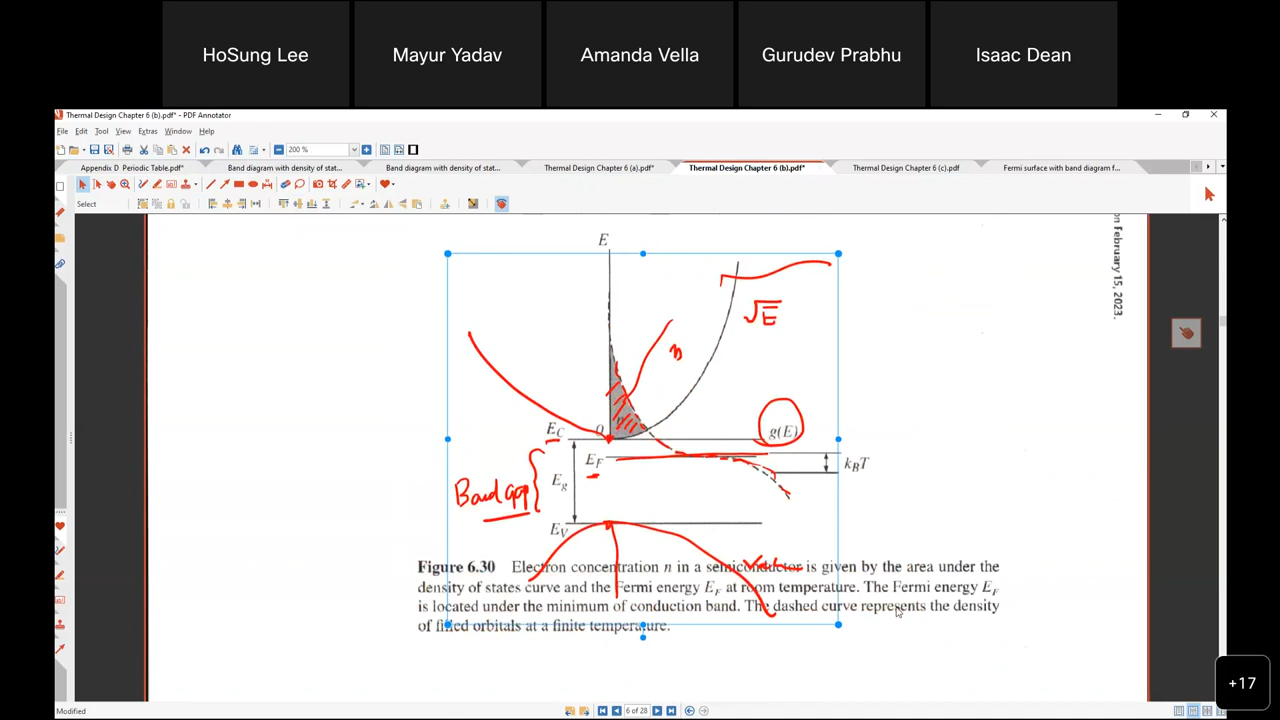 HoSung Lee
Mayur Yadav
Amanda Vella
Gurudev Prabhu
Isaac Dean
Thermal Design Chapter 6 (b).pdf* - PDF Annotator
File Edit Tool View Extras Window Help
200 %
Appendix D Periodic Table.pdf*
Band diagram with density of stat...
Band diagram with density of stat...
Thermal Design Chapter 6 (a).pdf*
Thermal Design Chapter 6 (b).pdf*
Thermal Design Chapter 6 (c).pdf
Fermi surface with band diagram f...
Select
on February 15, 2023.
E
√E
n
E_C
0
g(E)
E_F
k_BT
E_g
Band gap
E_V
Figure 6.30 Electron concentration n in a semiconductor is given by the area under the
density of states curve and the Fermi energy E_F at room temperature. The Fermi energy E_F
is located under the minimum of conduction band. The dashed curve represents the density
of filled orbitals at a finite temperature.
+17
Modified
6 of 28